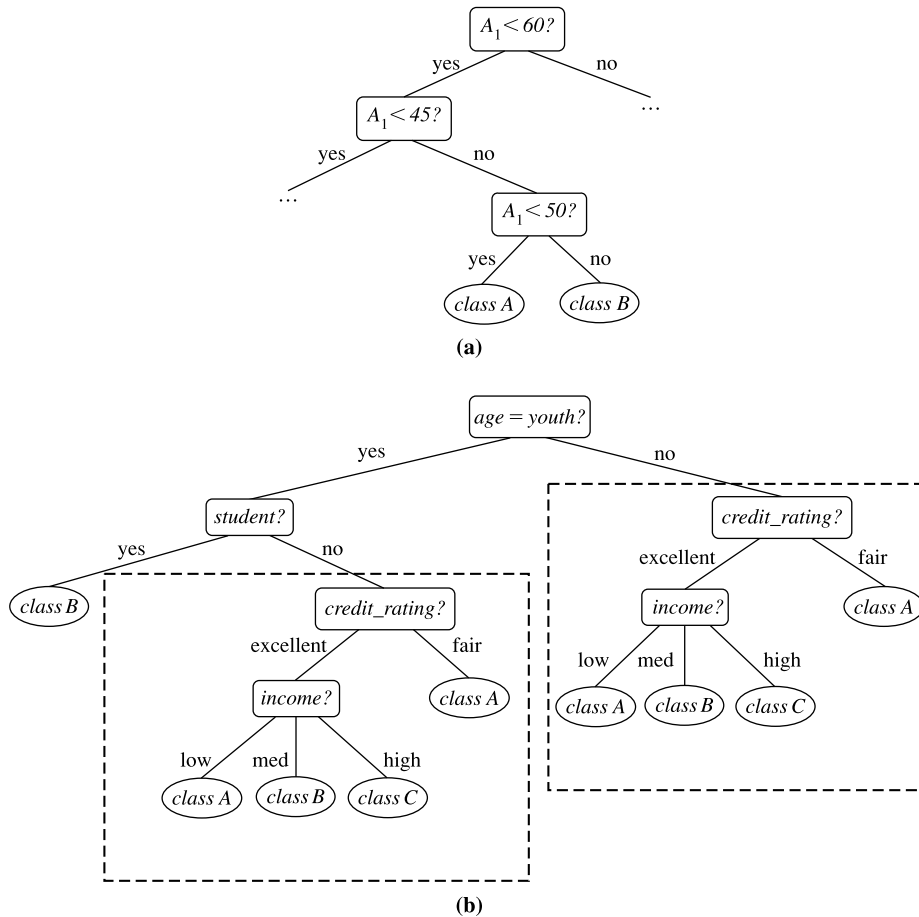 A1 < 60?
yes
no
A1 < 45?
...
yes
no
...
A1 < 50?
yes
no
class A
class B
(a)
age = youth?
yes
no
student?
credit_rating?
yes
no
excellent
fair
class B
credit_rating?
income?
class A
excellent
fair
low
med
high
income?
class A
class A
class B
class C
low
med
high
class A
class B
class C
(b)